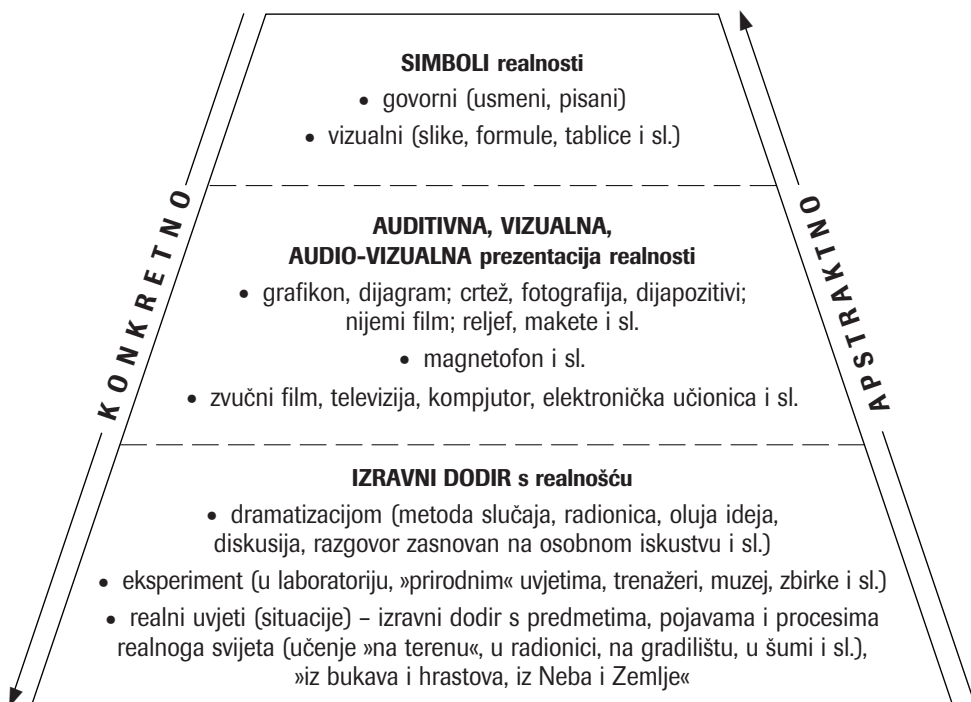 SIMBOLI realnosti
• govorni (usmeni, pisani)
• vizualni (slike, formule, tablice i sl.)
KONKRETNO
APSTRAKTNO
AUDITIVNA, VIZUALNA,
AUDIO-VIZUALNA prezentacija realnosti
• grafikon, dijagram; crtež, fotografija, dijapozitivi;
nijemi film; reljef, makete i sl.
• magnetofon i sl.
• zvučni film, televizija, kompjutor, elektronička učionica i sl.
IZRAVNI DODIR s realnošću
• dramatizacijom (metoda slučaja, radionica, oluja ideja,
diskusija, razgovor zasnovan na osobnom iskustvu i sl.)
• eksperiment (u laboratoriju, »prirodnim« uvjetima, trenažeri, muzej, zbirke i sl.)
• realni uvjeti (situacije) – izravni dodir s predmetima, pojavama i procesima
realnoga svijeta (učenje »na terenu«, u radionici, na gradilištu, u šumi i sl.),
»iz bukava i hrastova, iz Neba i Zemlje«